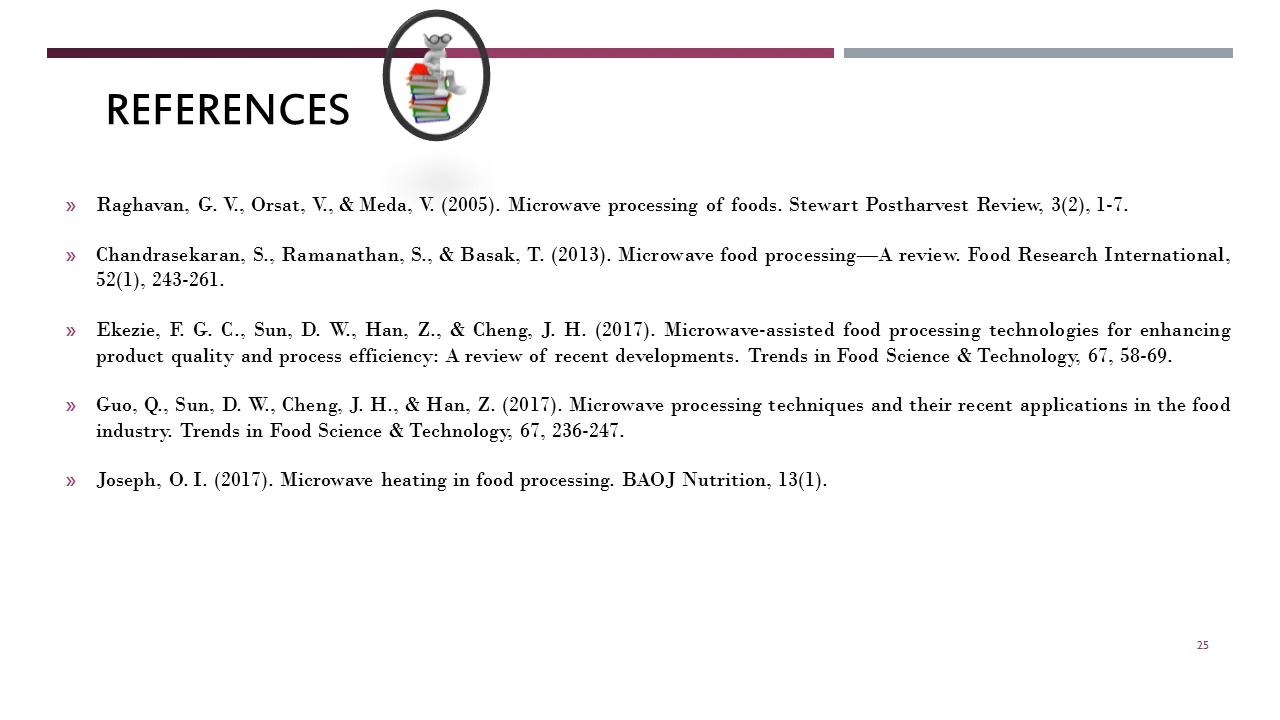 REFERENCES
» Raghavan, G. V., Orsat, V., & Meda, V. (2005). Microwave processing of foods. Stewart Postharvest Review, 3(2), 1-7.
» Chandrasekaran, S., Ramanathan, S., & Basak, T. (2013). Microwave food processing—A review. Food Research International,
52(1), 243-261.
» Ekezie, F. G. C., Sun, D. W., Han, Z., & Cheng, J. H. (2017). Microwave-assisted food processing technologies for enhancing
product quality and process efficiency: A review of recent developments. Trends in Food Science & Technology, 67, 58-69.
» Guo, Q., Sun, D. W., Cheng, J. H., & Han, Z. (2017). Microwave processing techniques and their recent applications in the food
industry. Trends in Food Science & Technology, 67, 236-247.
» Joseph, O. I. (2017). Microwave heating in food processing. BAOJ Nutrition, 13(1).
25